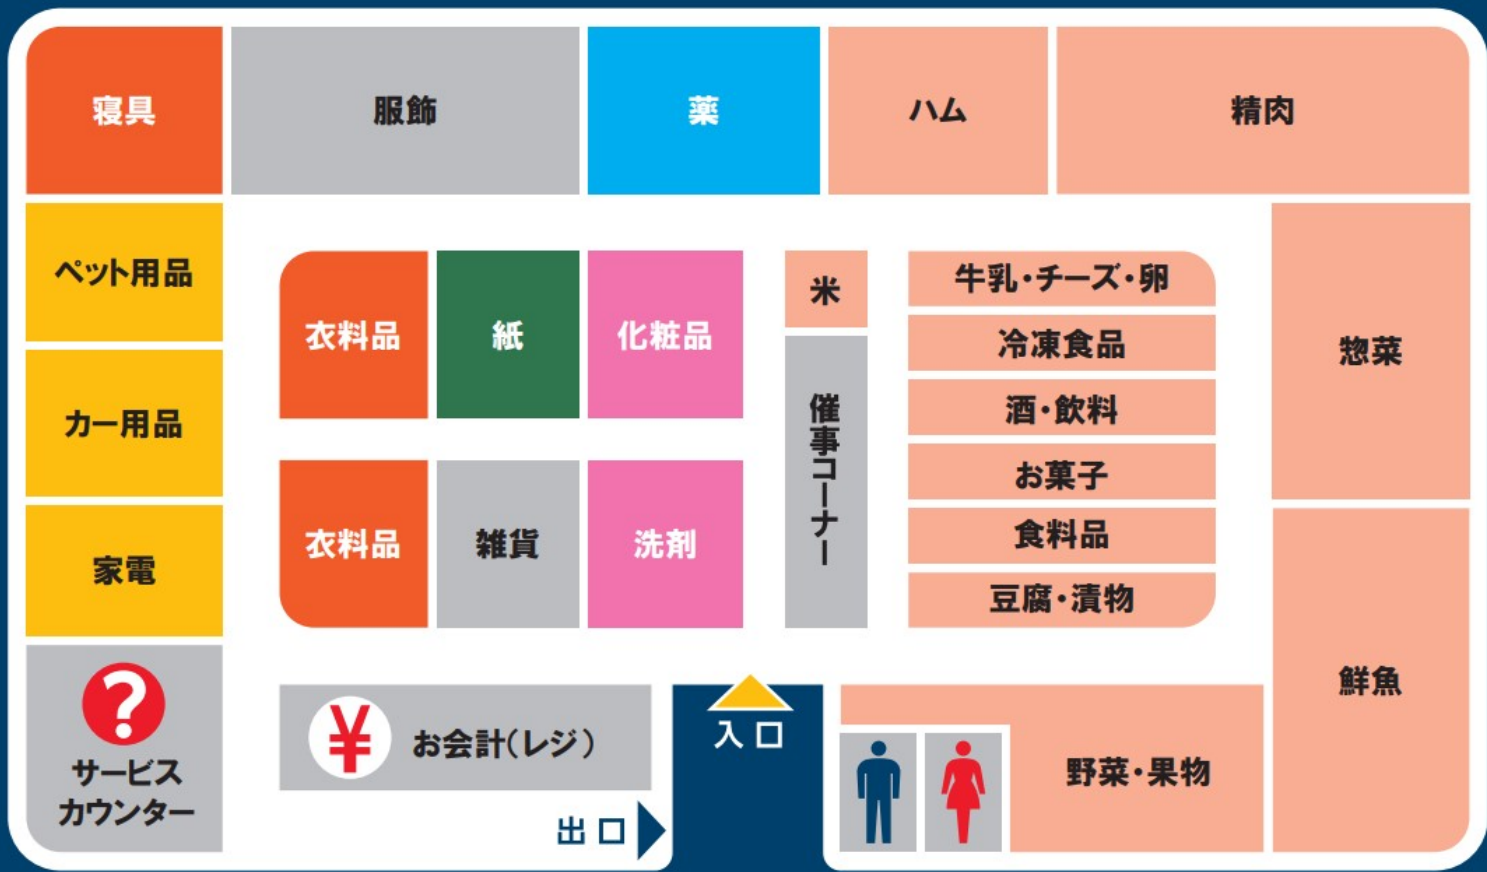 寝具
服飾
薬
ハム
精肉
ペット用品
カー用品
家電
?
サービス
カウンター
衣料品
紙
化粧品
衣料品
雑貨
洗剤
米
催事コーナー
牛乳・チーズ・卵
冷凍食品
酒・飲料
お菓子
食料品
豆腐・漬物
惣菜
鮮魚
¥
お会計(レジ)
入口
出口
野菜・果物